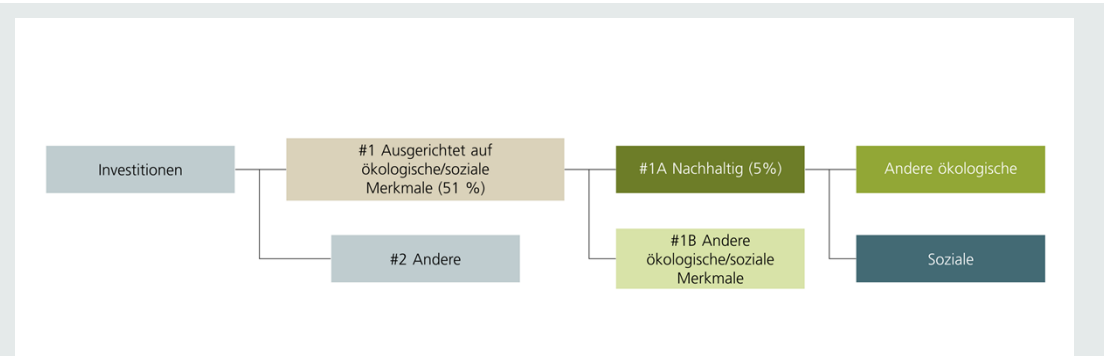 Investitionen
#1 Ausgerichtet auf
ökologische/soziale
Merkmale (51 %)
#1A Nachhaltig (5%)
Andere ökologische
#2 Andere
#1B Andere
ökologische/soziale
Merkmale
Soziale